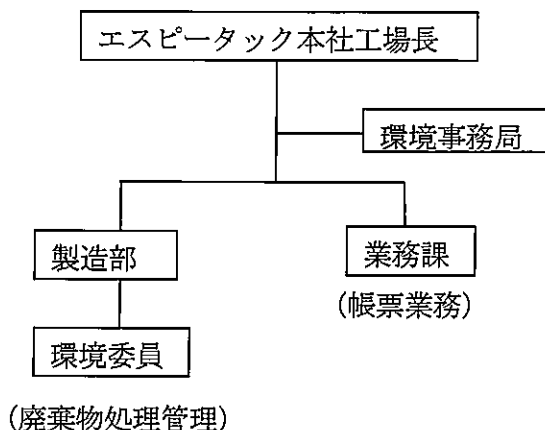 エスピータック本社工場長
環境事務局
製造部
業務課
(帳票業務)
環境委員
(廃棄物処理管理)